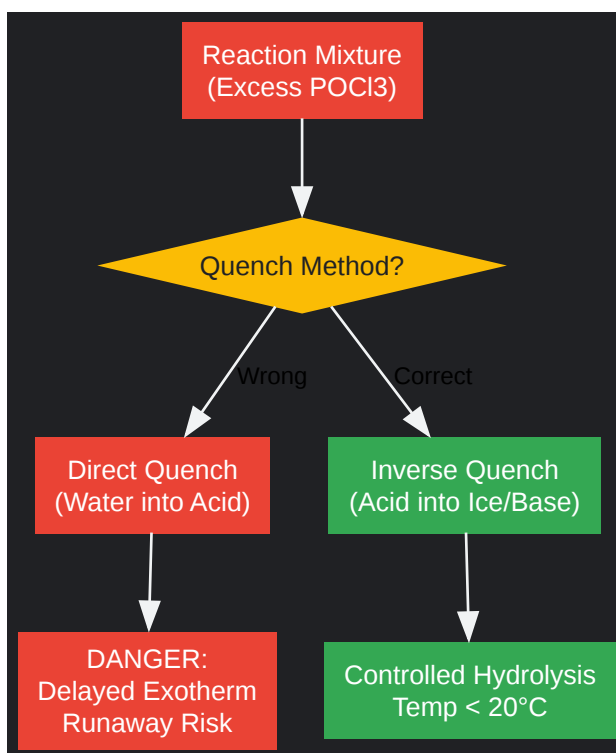 Reaction Mixture
(Excess POCl3)
Quench Method?
Wrong
Correct
Direct Quench
(Water into Acid)
Inverse Quench
(Acid into Ice/Base)
DANGER:
Delayed Exotherm
Runaway Risk
Controlled Hydrolysis
Temp < 20°C